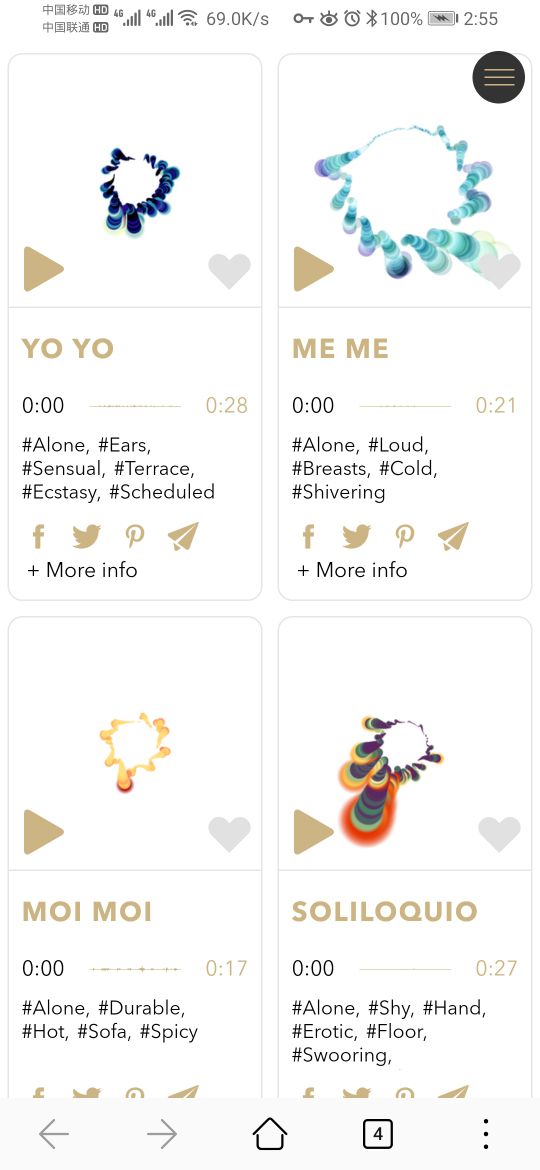 中国移动 HD 4G 4G 69.0K/s 100% 2:55
中国联通 HD
YO YO
0:00 0:28
#Alone, #Ears,
#Sensual, #Terrace,
#Ecstasy, #Scheduled
+ More info
ME ME
0:00 0:21
#Alone, #Loud,
#Breasts, #Cold,
#Shivering
+ More info
MOI MOI
0:00 0:17
#Alone, #Durable,
#Hot, #Sofa, #Spicy
SOLILOQUIO
0:00 0:27
#Alone, #Shy, #Hand,
#Erotic, #Floor,
#Swooring,
4